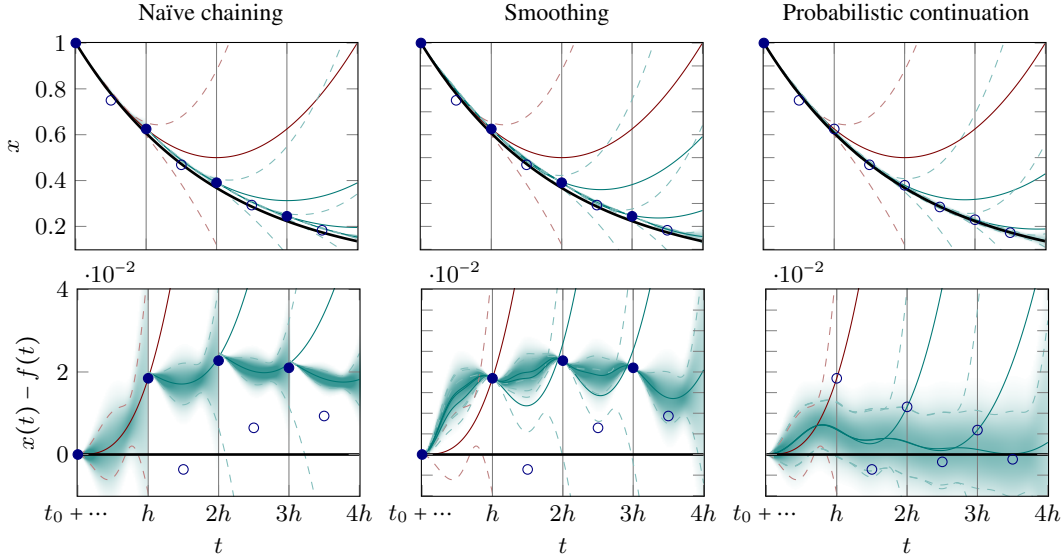 Naïve chaining
Smoothing
Probabilistic continuation
1
0.8
0.6
0.4
0.2
x
·10⁻²
·10⁻²
·10⁻²
4
2
0
x(t) − f(t)
t₀ + ··· h 2h 3h 4h
t₀ + ··· h 2h 3h 4h
t₀ + ··· h 2h 3h 4h
t
t
t